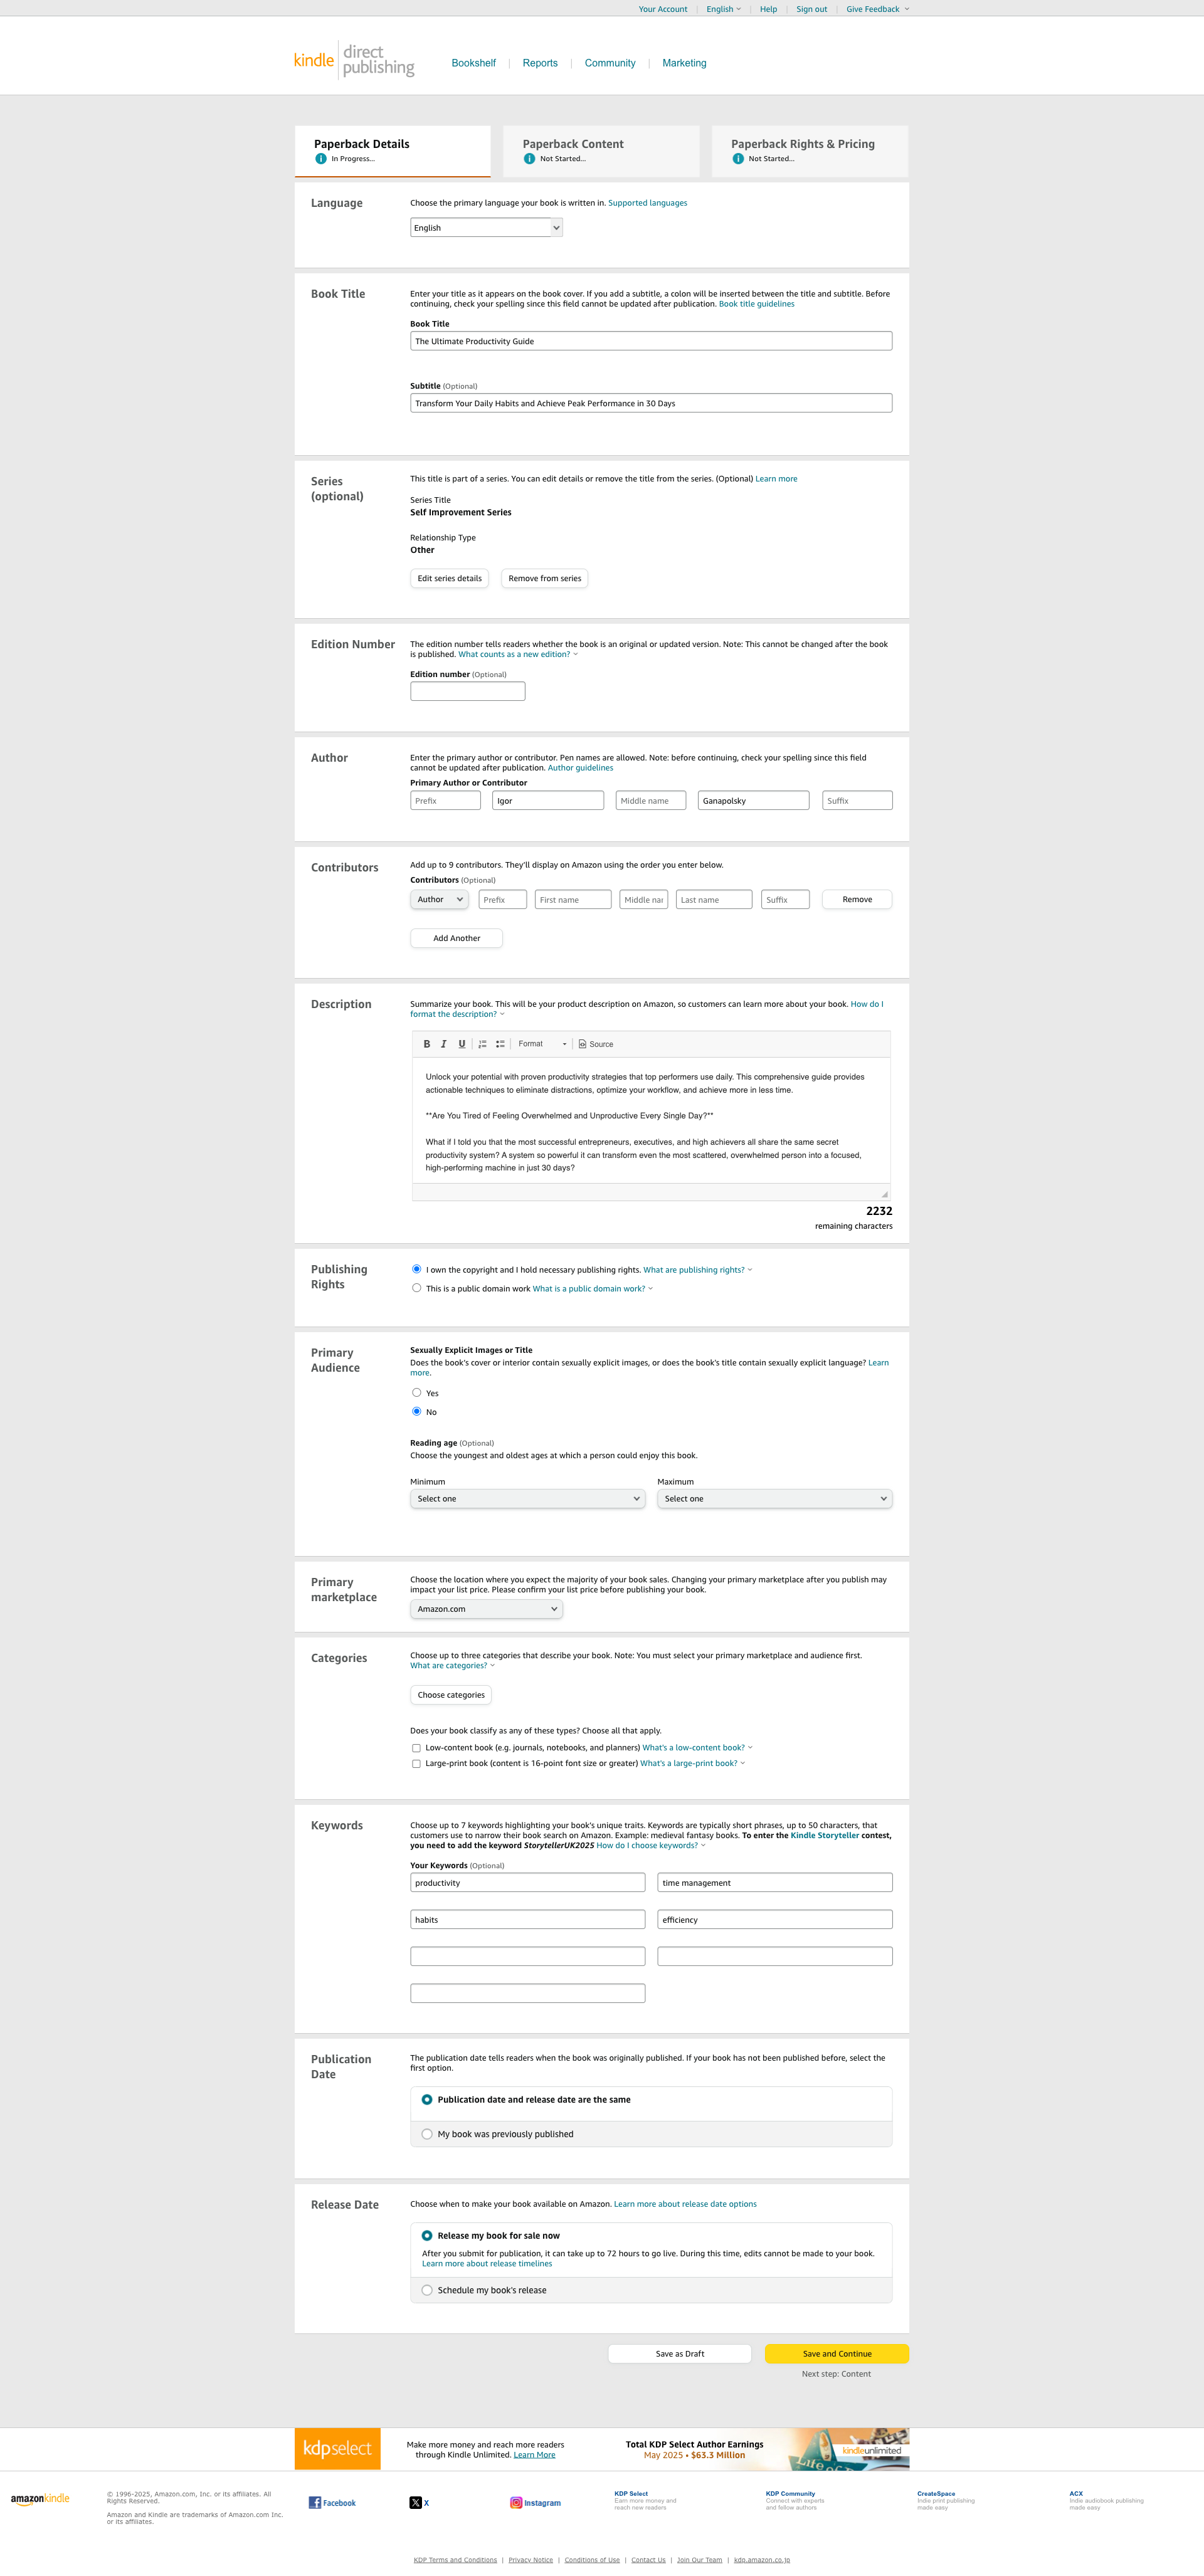 Your Account | English | Help | Sign out | Give Feedback
kindle direct publishing
Bookshelf | Reports | Community | Marketing
Paperback Details
In Progress...
Paperback Content
Not Started...
Paperback Rights & Pricing
Not Started...
Language
Choose the primary language your book is written in. Supported languages
English
Book Title
Enter your title as it appears on the book cover. If you add a subtitle, a colon will be inserted between the title and subtitle. Before
continuing, check your spelling since this field cannot be updated after publication. Book title guidelines
Book Title
The Ultimate Productivity Guide
Subtitle (Optional)
Transform Your Daily Habits and Achieve Peak Performance in 30 Days
Series
(optional)
This title is part of a series. You can edit details or remove the title from the series. (Optional) Learn more
Series Title
Self Improvement Series
Relationship Type
Other
Edit series details
Remove from series
Edition Number
The edition number tells readers whether the book is an original or updated version. Note: This cannot be changed after the book
is published. What counts as a new edition?
Edition number (Optional)
Author
Enter the primary author or contributor. Pen names are allowed. Note: before continuing, check your spelling since this field
cannot be updated after publication. Author guidelines
Primary Author or Contributor
Prefix
Igor
Middle name
Ganapolsky
Suffix
Contributors
Add up to 9 contributors. They'll display on Amazon using the order you enter below.
Contributors (Optional)
Author
Prefix
First name
Middle nar
Last name
Suffix
Remove
Add Another
Description
Summarize your book. This will be your product description on Amazon, so customers can learn more about your book. How do I
format the description?
B I U Format Source
Unlock your potential with proven productivity strategies that top performers use daily. This comprehensive guide provides
actionable techniques to eliminate distractions, optimize your workflow, and achieve more in less time.
**Are You Tired of Feeling Overwhelmed and Unproductive Every Single Day?**
What if I told you that the most successful entrepreneurs, executives, and high achievers all share the same secret
productivity system? A system so powerful it can transform even the most scattered, overwhelmed person into a focused,
high-performing machine in just 30 days?
2232
remaining characters
Publishing
Rights
I own the copyright and I hold necessary publishing rights. What are publishing rights?
This is a public domain work What is a public domain work?
Primary
Audience
Sexually Explicit Images or Title
Does the book's cover or interior contain sexually explicit images, or does the book's title contain sexually explicit language? Learn
more.
Yes
No
Reading age (Optional)
Choose the youngest and oldest ages at which a person could enjoy this book.
Minimum
Maximum
Select one
Select one
Primary
marketplace
Choose the location where you expect the majority of your book sales. Changing your primary marketplace after you publish may
impact your list price. Please confirm your list price before publishing your book.
Amazon.com
Categories
Choose up to three categories that describe your book. Note: You must select your primary marketplace and audience first.
What are categories?
Choose categories
Does your book classify as any of these types? Choose all that apply.
Low-content book (e.g. journals, notebooks, and planners) What's a low-content book?
Large-print book (content is 16-point font size or greater) What's a large-print book?
Keywords
Choose up to 7 keywords highlighting your book's unique traits. Keywords are typically short phrases, up to 50 characters, that
customers use to narrow their book search on Amazon. Example: medieval fantasy books. To enter the Kindle Storyteller contest,
you need to add the keyword StorytellerUK2025 How do I choose keywords?
Your Keywords (Optional)
productivity
time management
habits
efficiency
Publication
Date
The publication date tells readers when the book was originally published. If your book has not been published before, select the
first option.
Publication date and release date are the same
My book was previously published
Release Date
Choose when to make your book available on Amazon. Learn more about release date options
Release my book for sale now
After you submit for publication, it can take up to 72 hours to go live. During this time, edits cannot be made to your book.
Learn more about release timelines
Schedule my book's release
Save as Draft
Save and Continue
Next step: Content
kdpselect
Make more money and reach more readers
through Kindle Unlimited. Learn More
Total KDP Select Author Earnings
May 2025 • $63.3 Million
Life of
kindleunlimited
amazonkindle
© 1996-2025, Amazon.com, Inc. or its affiliates. All
Rights Reserved.
Amazon and Kindle are trademarks of Amazon.com Inc.
or its affiliates.
Facebook
X
Instagram
KDP Select
Earn more money and
reach new readers
KDP Community
Connect with experts
and fellow authors
CreateSpace
Indie print publishing
made easy
ACX
Indie audiobook publishing
made easy
KDP Terms and Conditions | Privacy Notice | Conditions of Use | Contact Us | Join Our Team | kdp.amazon.co.jp